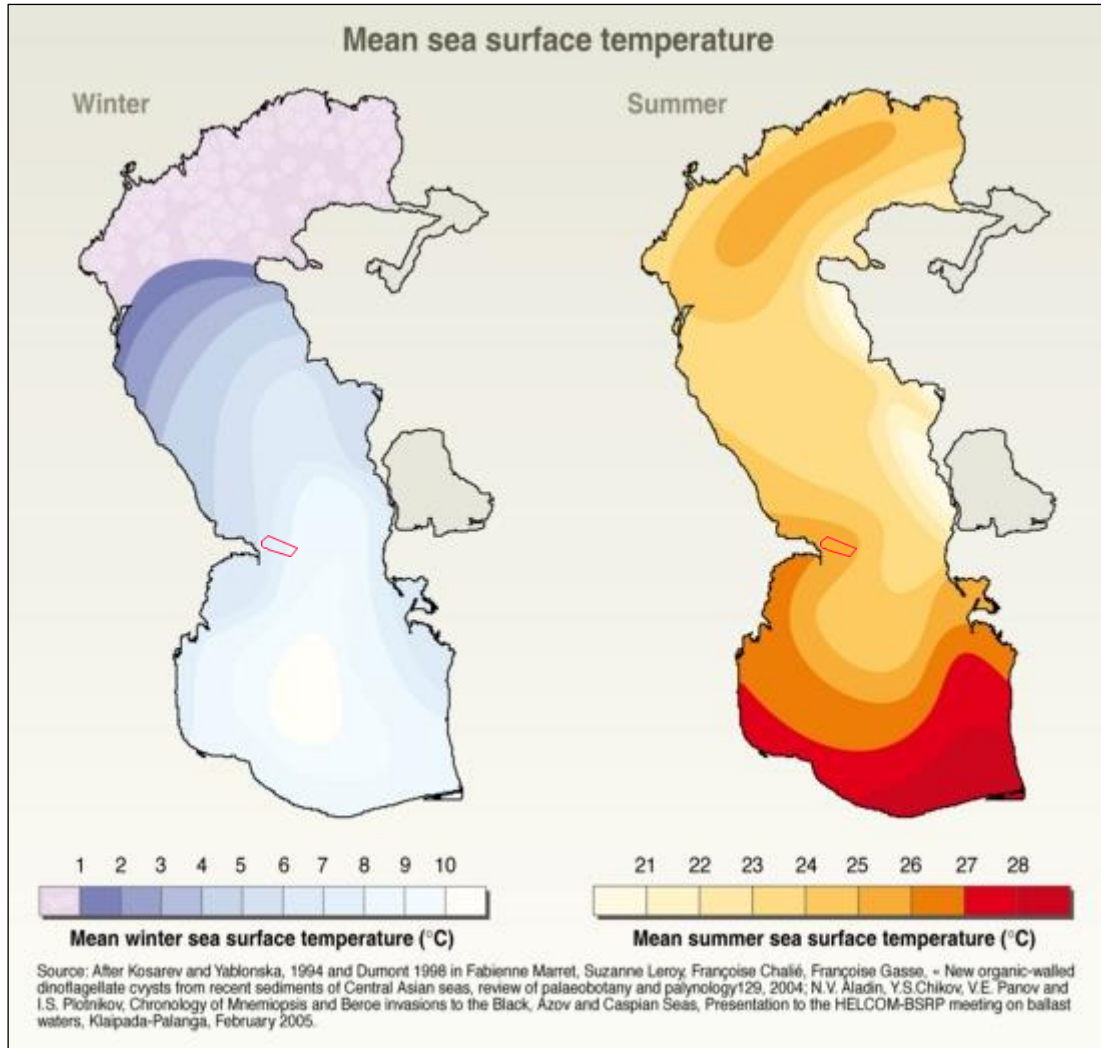 Mean sea surface temperature
Winter
Summer
1 2 3 4 5 6 7 8 9 10
Mean winter sea surface temperature (°C)
21 22 23 24 25 26 27 28
Mean summer sea surface temperature (°C)
Source: After Kosarev and Yablonska, 1994 and Dumont 1998 in Fabienne Marret, Suzanne Leroy, Françoise Chalié, Françoise Gasse, « New organic-walled
dinoflagellate cvysts from recent sediments of Central Asian seas, review of palaeobotany and palynology129, 2004; N.V. Aladin, Y.S.Chikov, V.E. Panov and
I.S. Plotnikov, Chronology of Mnemiopsis and Beroe invasions to the Black, Azov and Caspian Seas, Presentation to the HELCOM-BSRP meeting on ballast
waters, Klaipada-Palanga, February 2005.